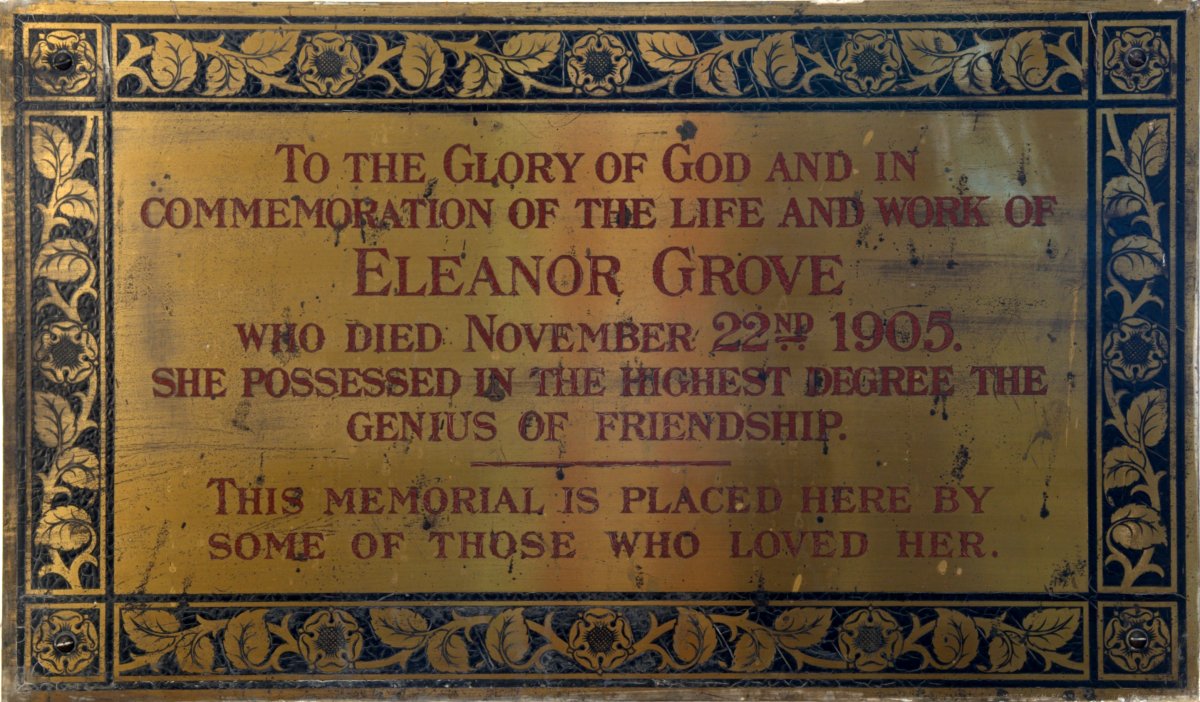 To the Glory of God and in
commemoration of the life and work of
Eleanor Grove
who died November 22nd 1905.
She possessed in the highest degree the
genius of friendship.
This memorial is placed here by
some of those who loved her.